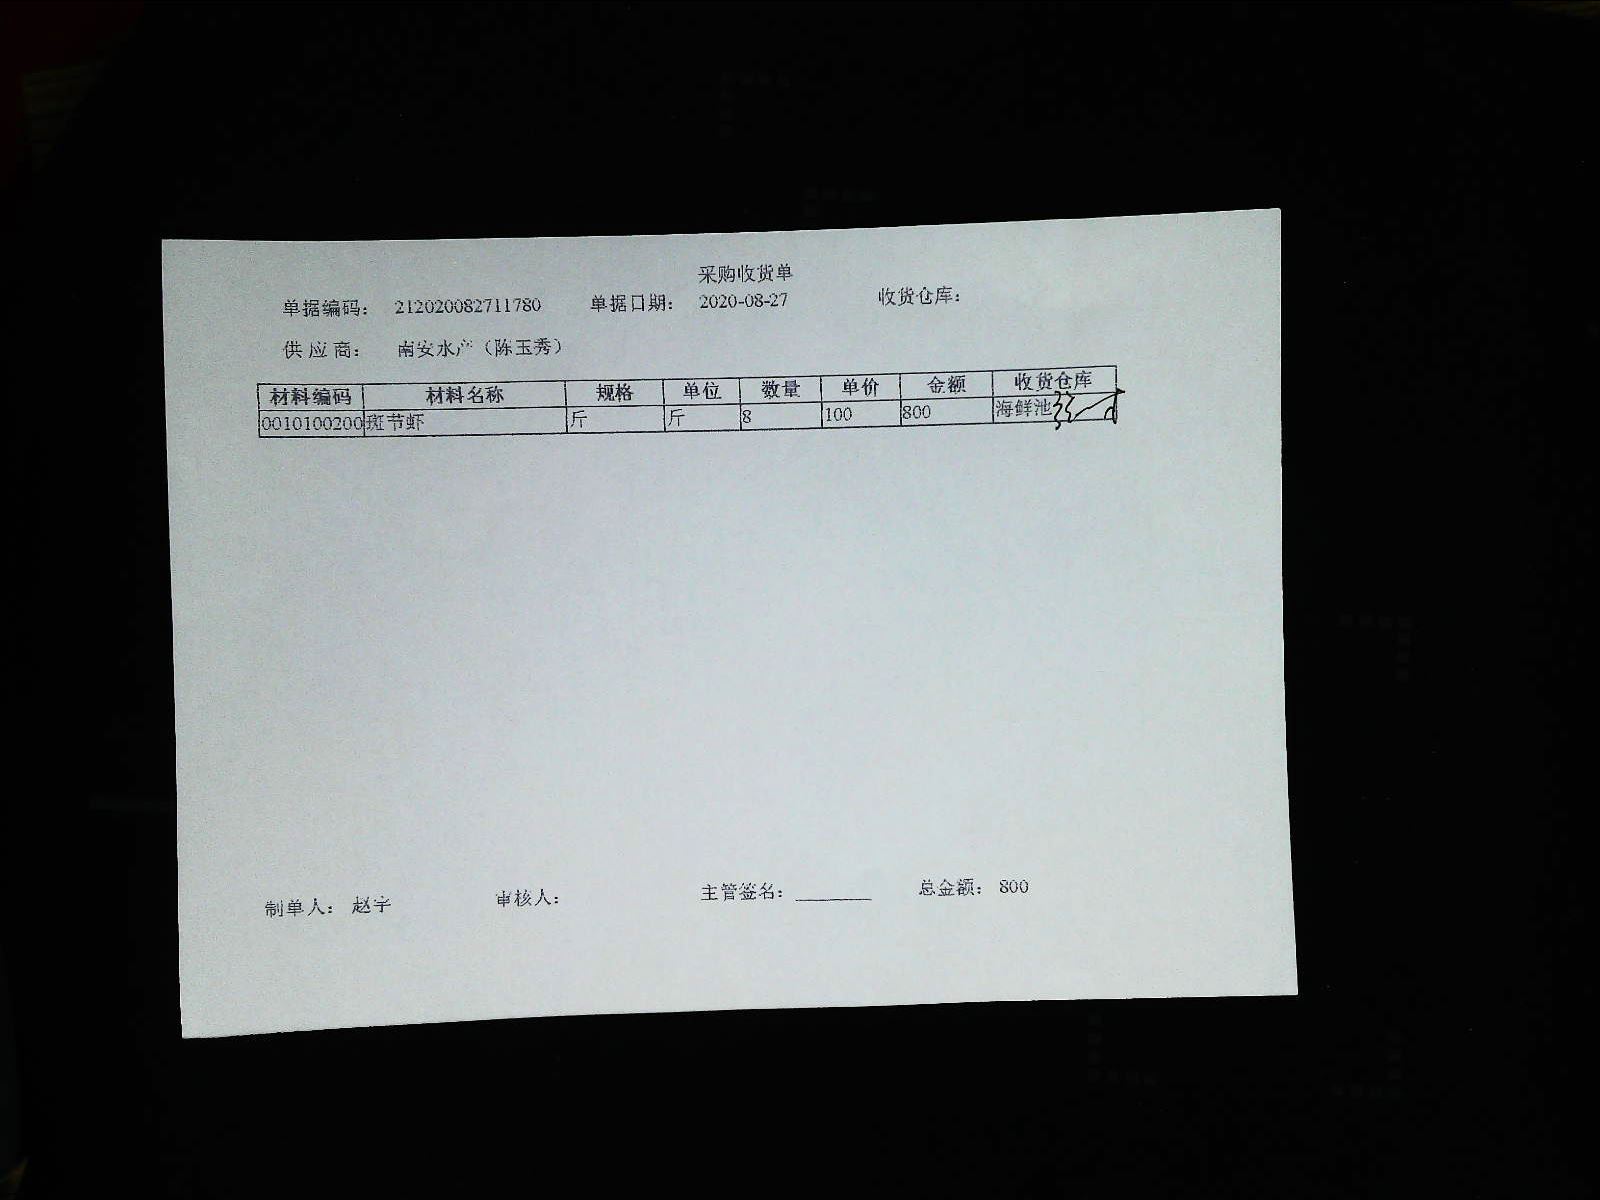 采购收货单
单据编码： 212020082711780 单据日期： 2020-08-27 收货仓库：
供 应 商： 南安水产（陈玉秀）
材料编码 材料名称 规格 单位 数量 单价 金额 收货仓库
0010100200 斑节虾 斤 斤 8 100 800 海鲜池
制单人： 赵宇 审核人： 主管签名： 总金额： 800